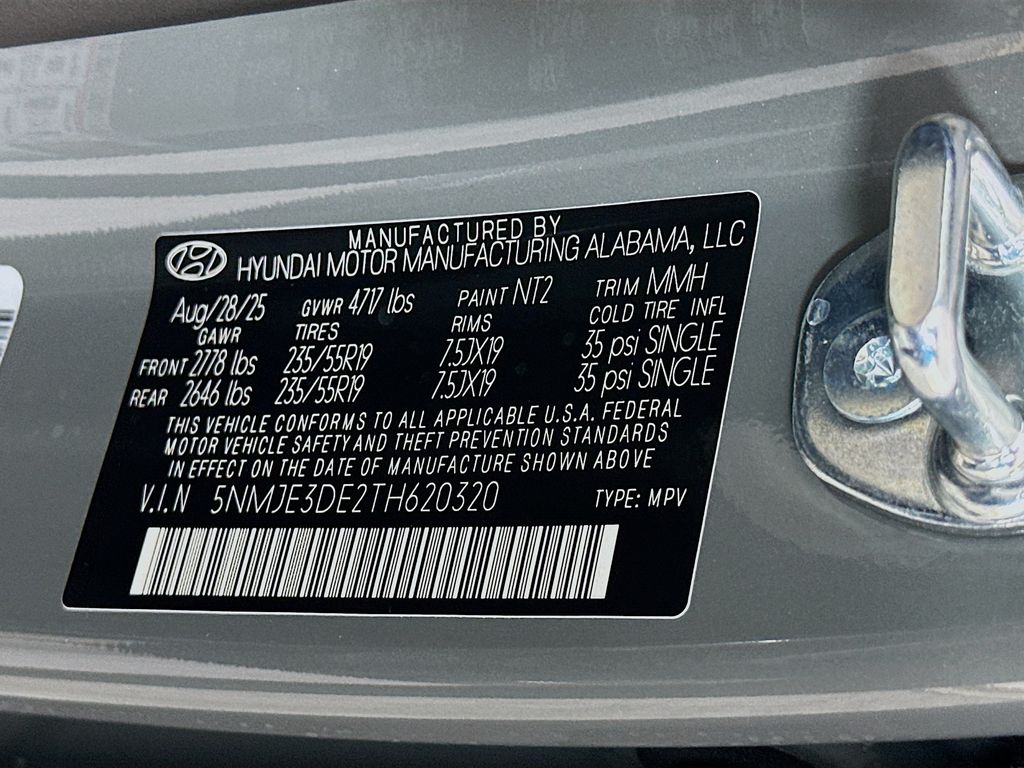 MANUFACTURED BY
HYUNDAI MOTOR MANUFACTURING ALABAMA, LLC
Aug/28/25 GVWR 4717 lbs PAINT NT2 TRIM MMH
GAWR TIRES RIMS COLD TIRE INFL
FRONT 2778 lbs 235/55R19 7.5JX19 35 psi SINGLE
REAR 2646 lbs 235/55R19 7.5JX19 35 psi SINGLE
THIS VEHICLE CONFORMS TO ALL APPLICABLE U.S.A. FEDERAL
MOTOR VEHICLE SAFETY AND THEFT PREVENTION STANDARDS
IN EFFECT ON THE DATE OF MANUFACTURE SHOWN ABOVE
V.I.N 5NMJE3DE2TH620320 TYPE: MPV